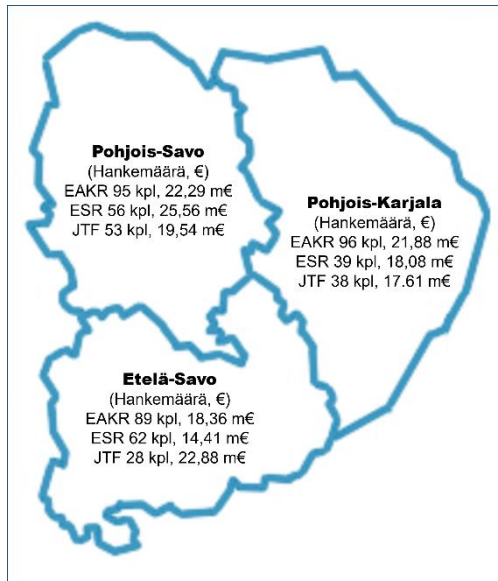 Pohjois-Savo
(Hankemäärä, €)
EAKR 95 kpl, 22,29 m€
ESR 56 kpl, 25,56 m€
JTF 53 kpl, 19,54 m€
Pohjois-Karjala
(Hankemäärä, €)
EAKR 96 kpl, 21,88 m€
ESR 39 kpl, 18,08 m€
JTF 38 kpl, 17.61 m€
Etelä-Savo
(Hankemäärä, €)
EAKR 89 kpl, 18,36 m€
ESR 62 kpl, 14,41 m€
JTF 28 kpl, 22,88 m€